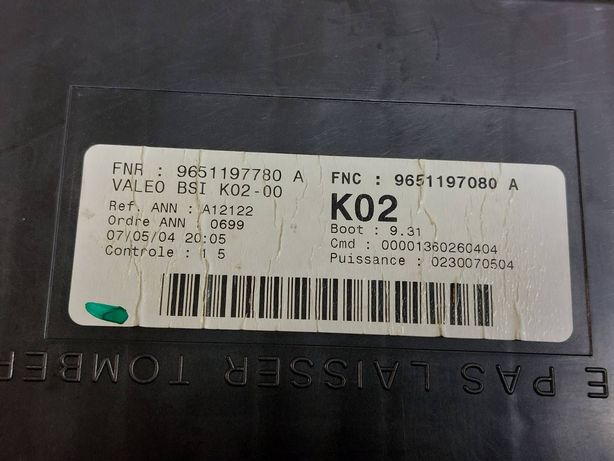 FNR : 9651197780 A
VALEO BSI K02-00
Ref. ANN : A12122
Ordre ANN : 0699
07/05/04 20:05
Controle : 1 5
FNC : 9651197080 A
K02
Boot : 9.31
Cmd : 00001360260404
Puissance : 0230070504
E PAS LAISSER TOMBER